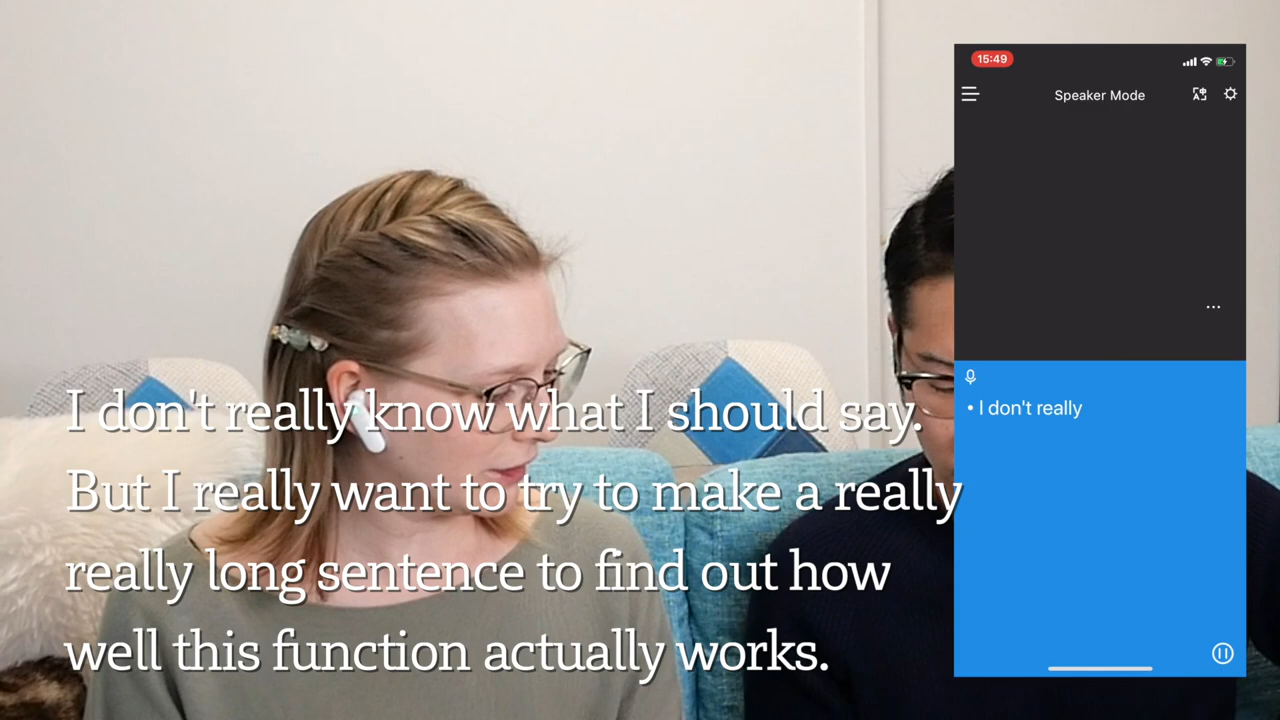 15:49
Speaker Mode
• I don't really
I don't really know what I should say.
But I really want to try to make a really
really long sentence to find out how
well this function actually works.